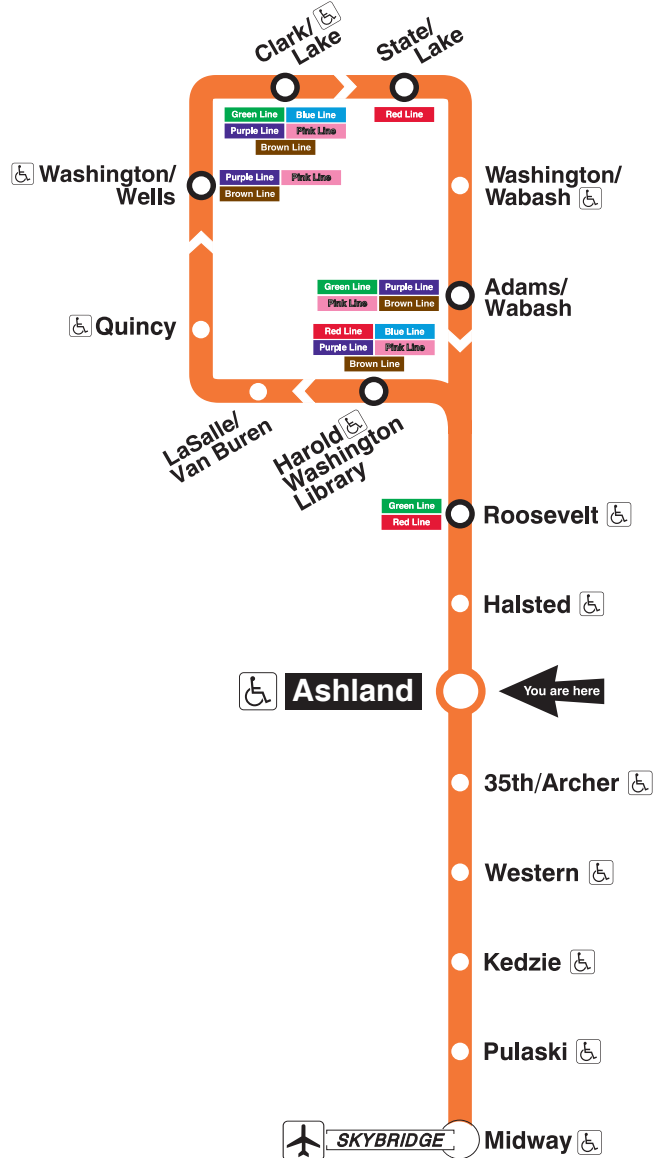 Clark/
Lake
State/
Lake
Green Line
Blue Line
Purple Line
Pink Line
Brown Line
Red Line
Washington/
Wells
Purple Line
Pink Line
Brown Line
Washington/
Wabash
Green Line
Purple Line
Pink Line
Brown Line
Adams/
Wabash
Quincy
Red Line
Blue Line
Purple Line
Pink Line
Brown Line
LaSalle/
Van Buren
Harold
Washington
Library
Green Line
Red Line
Roosevelt
Halsted
Ashland
You are here
35th/Archer
Western
Kedzie
Pulaski
SKYBRIDGE
Midway